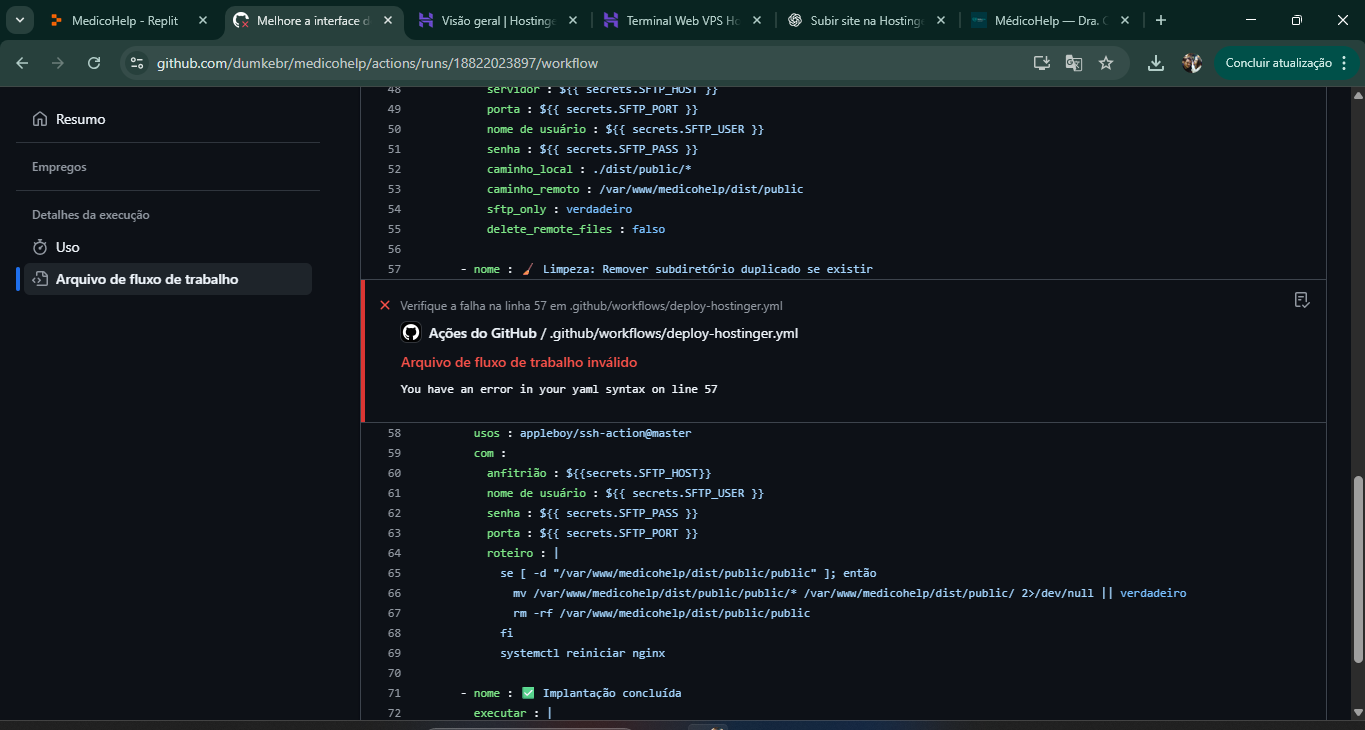 MedicoHelp - Replit
Melhore a interface d
Visão geral | Hostinge
Terminal Web VPS Ho
Subir site na Hostinge
MédicoHelp — Dra. C
github.com/dumkebr/medicohelp/actions/runs/18822023897/workflow
Concluir atualização
Resumo
Empregos
Detalhes da execução
Uso
Arquivo de fluxo de trabalho
48 servidor : ${{ secrets.SFTP_HOST }}
49 porta : ${{ secrets.SFTP_PORT }}
50 nome de usuário : ${{ secrets.SFTP_USER }}
51 senha : ${{ secrets.SFTP_PASS }}
52 caminho_local : ./dist/public/*
53 caminho_remoto : /var/www/medicohelp/dist/public
54 sftp_only : verdadeiro
55 delete_remote_files : falso
56
57 - nome : 🧹 Limpeza: Remover subdiretório duplicado se existir
Verifique a falha na linha 57 em .github/workflows/deploy-hostinger.yml
Ações do GitHub / .github/workflows/deploy-hostinger.yml
Arquivo de fluxo de trabalho inválido
You have an error in your yaml syntax on line 57
58 usos : appleboy/ssh-action@master
59 com :
60 anfitrião : ${{secrets.SFTP_HOST}}
61 nome de usuário : ${{ secrets.SFTP_USER }}
62 senha : ${{ secrets.SFTP_PASS }}
63 porta : ${{ secrets.SFTP_PORT }}
64 roteiro : |
65 se [ -d "/var/www/medicohelp/dist/public/public" ]; então
66 mv /var/www/medicohelp/dist/public/public/* /var/www/medicohelp/dist/public/ 2>/dev/null || verdadeiro
67 rm -rf /var/www/medicohelp/dist/public/public
68 fi
69 systemctl reiniciar nginx
70
71 - nome : ✅ Implantação concluída
72 executar : |